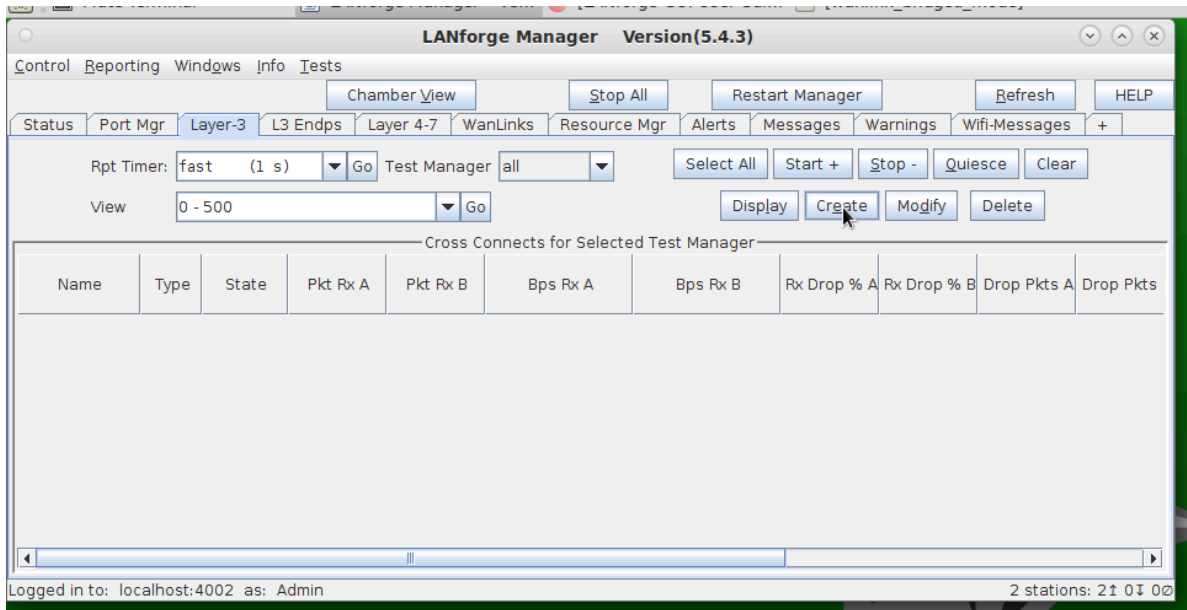 LANforge Manager Version(5.4.3)
Control Reporting Windows Info Tests
Chamber View Stop All Restart Manager Refresh HELP
Status Port Mgr Layer-3 L3 Endps Layer 4-7 WanLinks Resource Mgr Alerts Messages Warnings Wifi-Messages +
Rpt Timer: fast (1 s) Go Test Manager all Select All Start + Stop - Quiesce Clear
View 0 - 500 Go Display Create Modify Delete
Cross Connects for Selected Test Manager
Name Type State Pkt Rx A Pkt Rx B Bps Rx A Bps Rx B Rx Drop % A Rx Drop % B Drop Pkts A Drop Pkts
Logged in to: localhost:4002 as: Admin 2 stations: 2↑ 0↧ 0∅